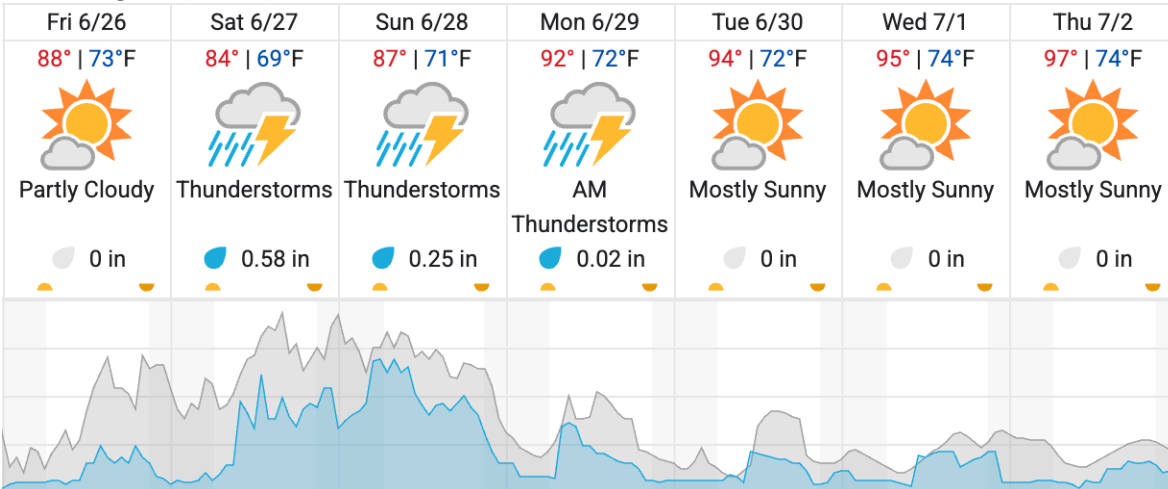 Fri 6/26 Sat 6/27 Sun 6/28 Mon 6/29 Tue 6/30 Wed 7/1 Thu 7/2
88° | 73°F 84° | 69°F 87° | 71°F 92° | 72°F 94° | 72°F 95° | 74°F 97° | 74°F
Partly Cloudy Thunderstorms Thunderstorms AM Mostly Sunny Mostly Sunny Mostly Sunny
Thunderstorms
0 in 0.58 in 0.25 in 0.02 in 0 in 0 in 0 in